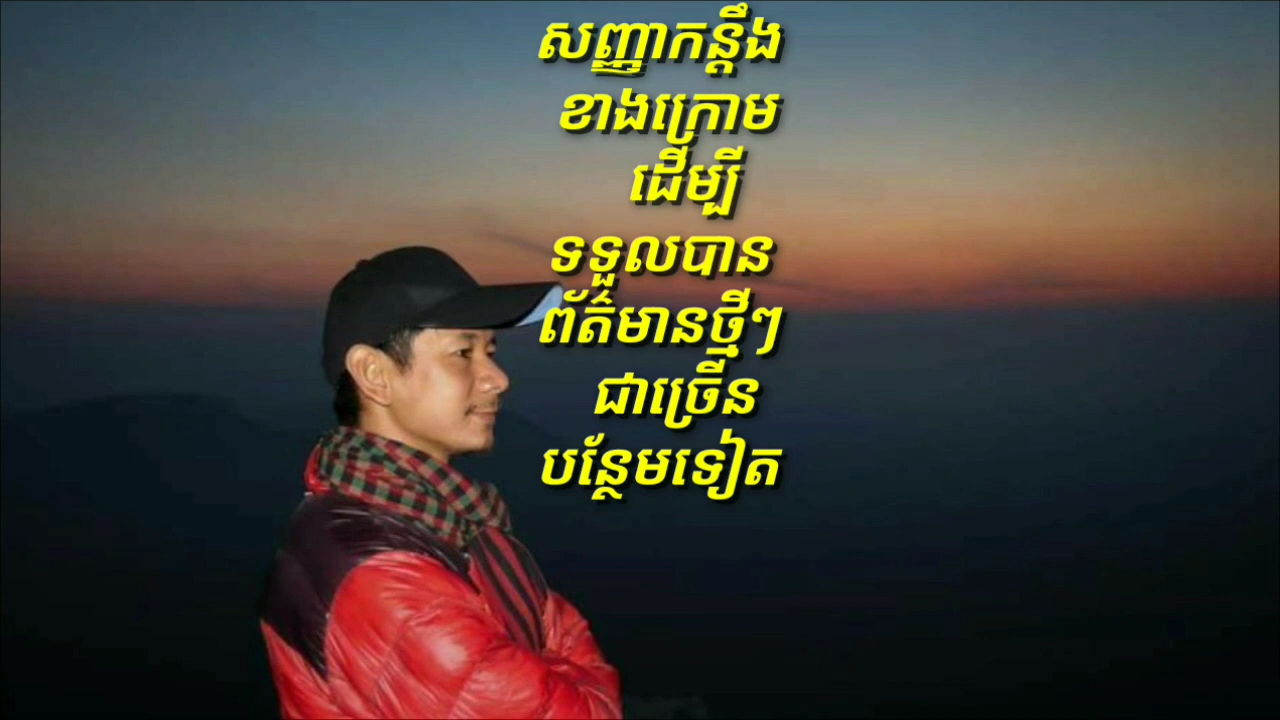 សញ្ញាកន្តឹង
ខាងក្រោម
ដើម្បី
ទទួលបាន
ព័ត៌មានថ្មីៗ
ជាច្រើន
បន្ថែមទៀត